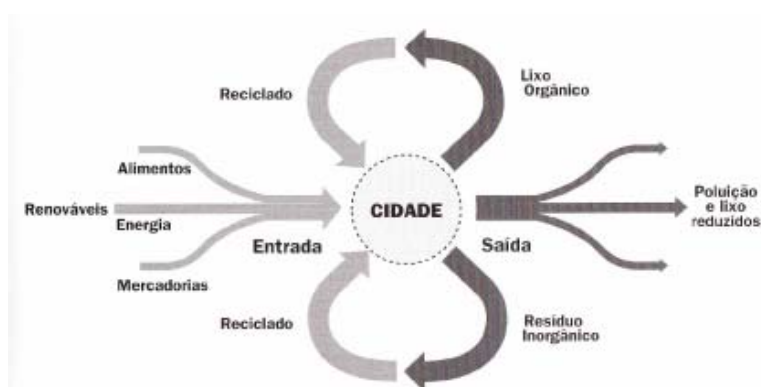 Reciclado
Lixo
Orgânico
Alimentos
Renováveis
Energia
Mercadorias
Entrada
CIDADE
Saída
Poluição
e lixo
reduzidos
Reciclado
Resíduo
Inorgânico